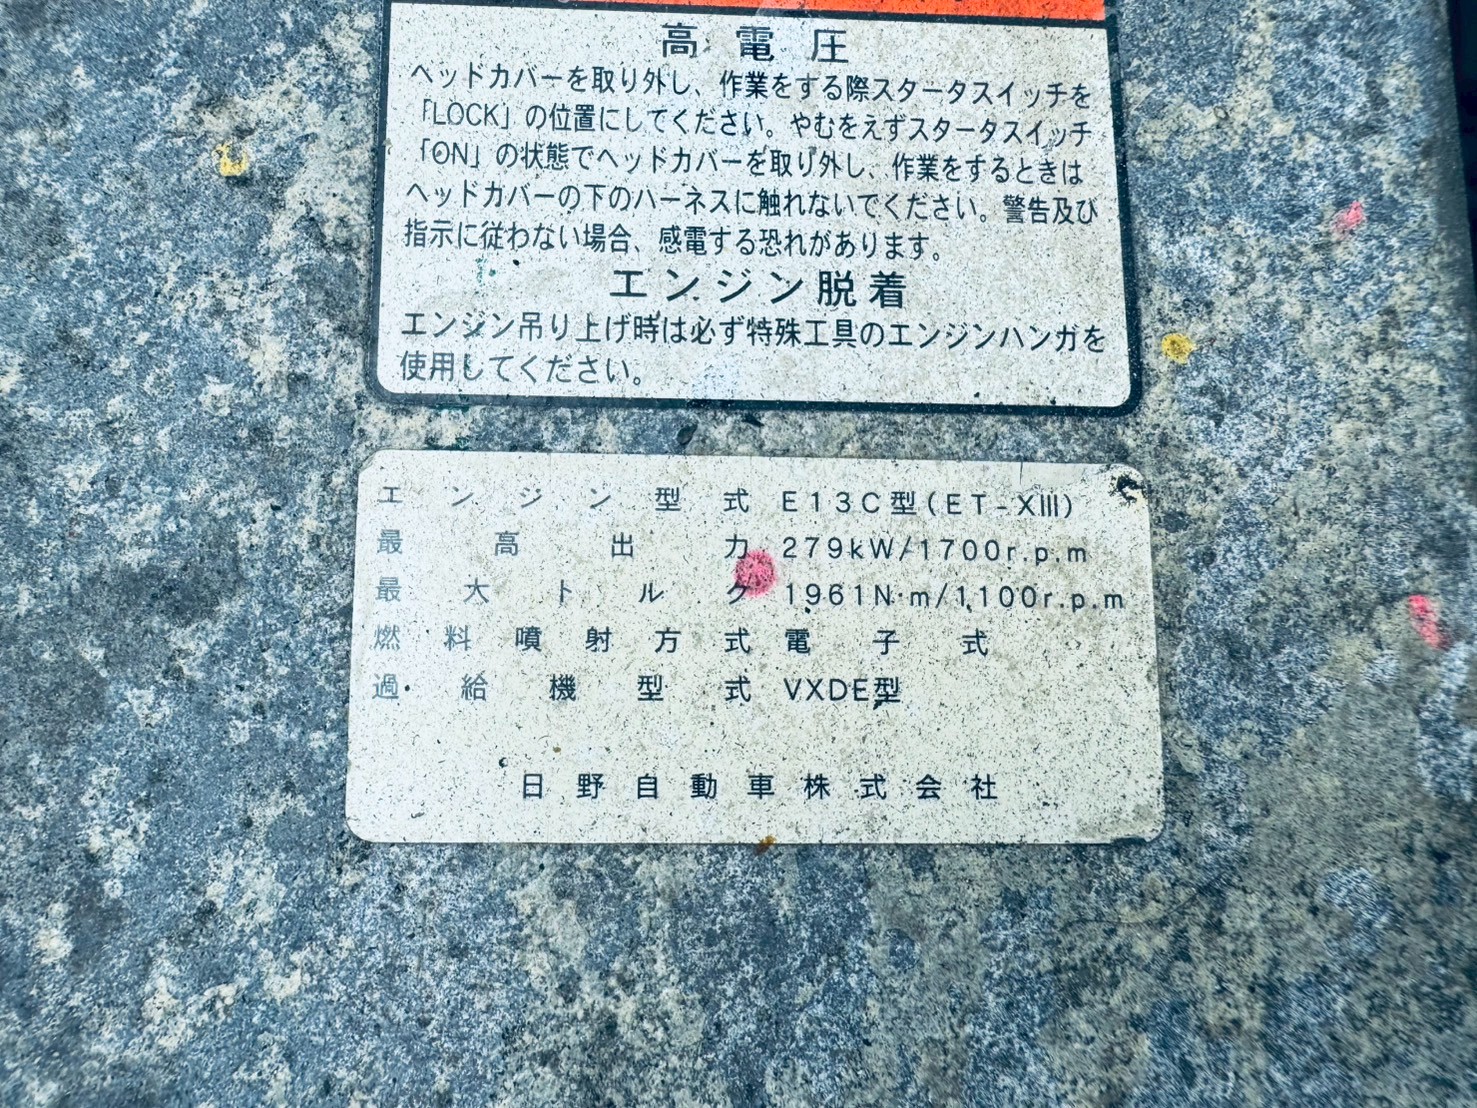 高電圧
ヘッドカバーを取り外し、作業をする際スタータスイッチを
「LOCK」の位置にしてください。やむをえずスタータスイッチ
「ON」の状態でヘッドカバーを取り外し、作業をするときは
ヘッドカバーの下のハーネスに触れないでください。警告及び
指示に従わない場合、感電する恐れがあります。
エンジン脱着
エンジン吊り上げ時は必ず特殊工具のエンジンハンガを
使用してください。
エンジン型式 E13C型(ET-XⅢ)
最高出力 279kW/1700r.p.m
最大トルク 1961N・m/1100r.p.m
燃料噴射方式 電子式
過給機型式 VXDE型
日野自動車株式会社